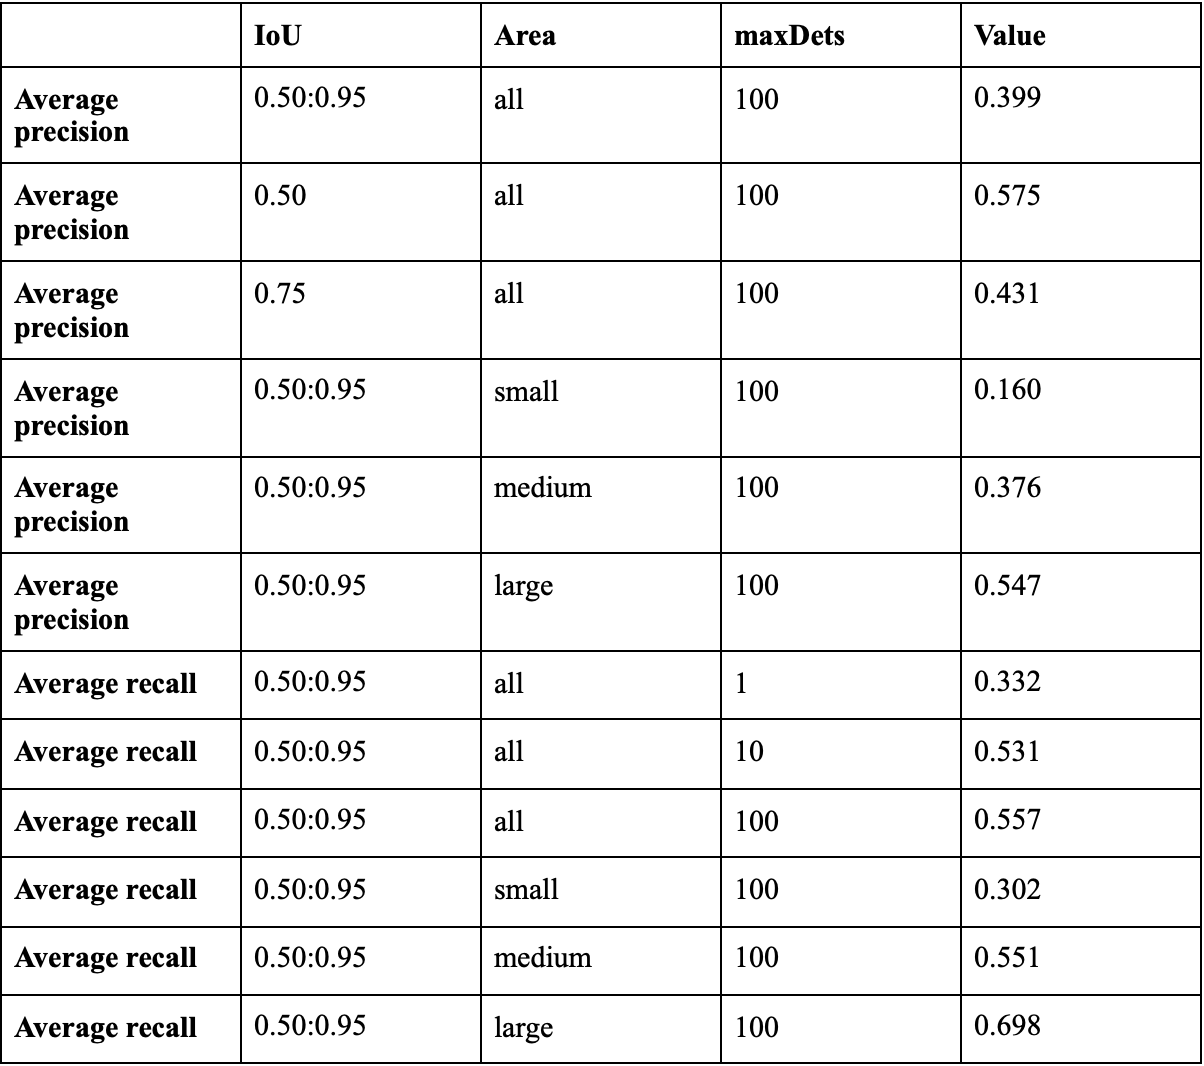 IoU Area maxDets Value
Average precision 0.50:0.95 all 100 0.399
Average precision 0.50 all 100 0.575
Average precision 0.75 all 100 0.431
Average precision 0.50:0.95 small 100 0.160
Average precision 0.50:0.95 medium 100 0.376
Average precision 0.50:0.95 large 100 0.547
Average recall 0.50:0.95 all 1 0.332
Average recall 0.50:0.95 all 10 0.531
Average recall 0.50:0.95 all 100 0.557
Average recall 0.50:0.95 small 100 0.302
Average recall 0.50:0.95 medium 100 0.551
Average recall 0.50:0.95 large 100 0.698